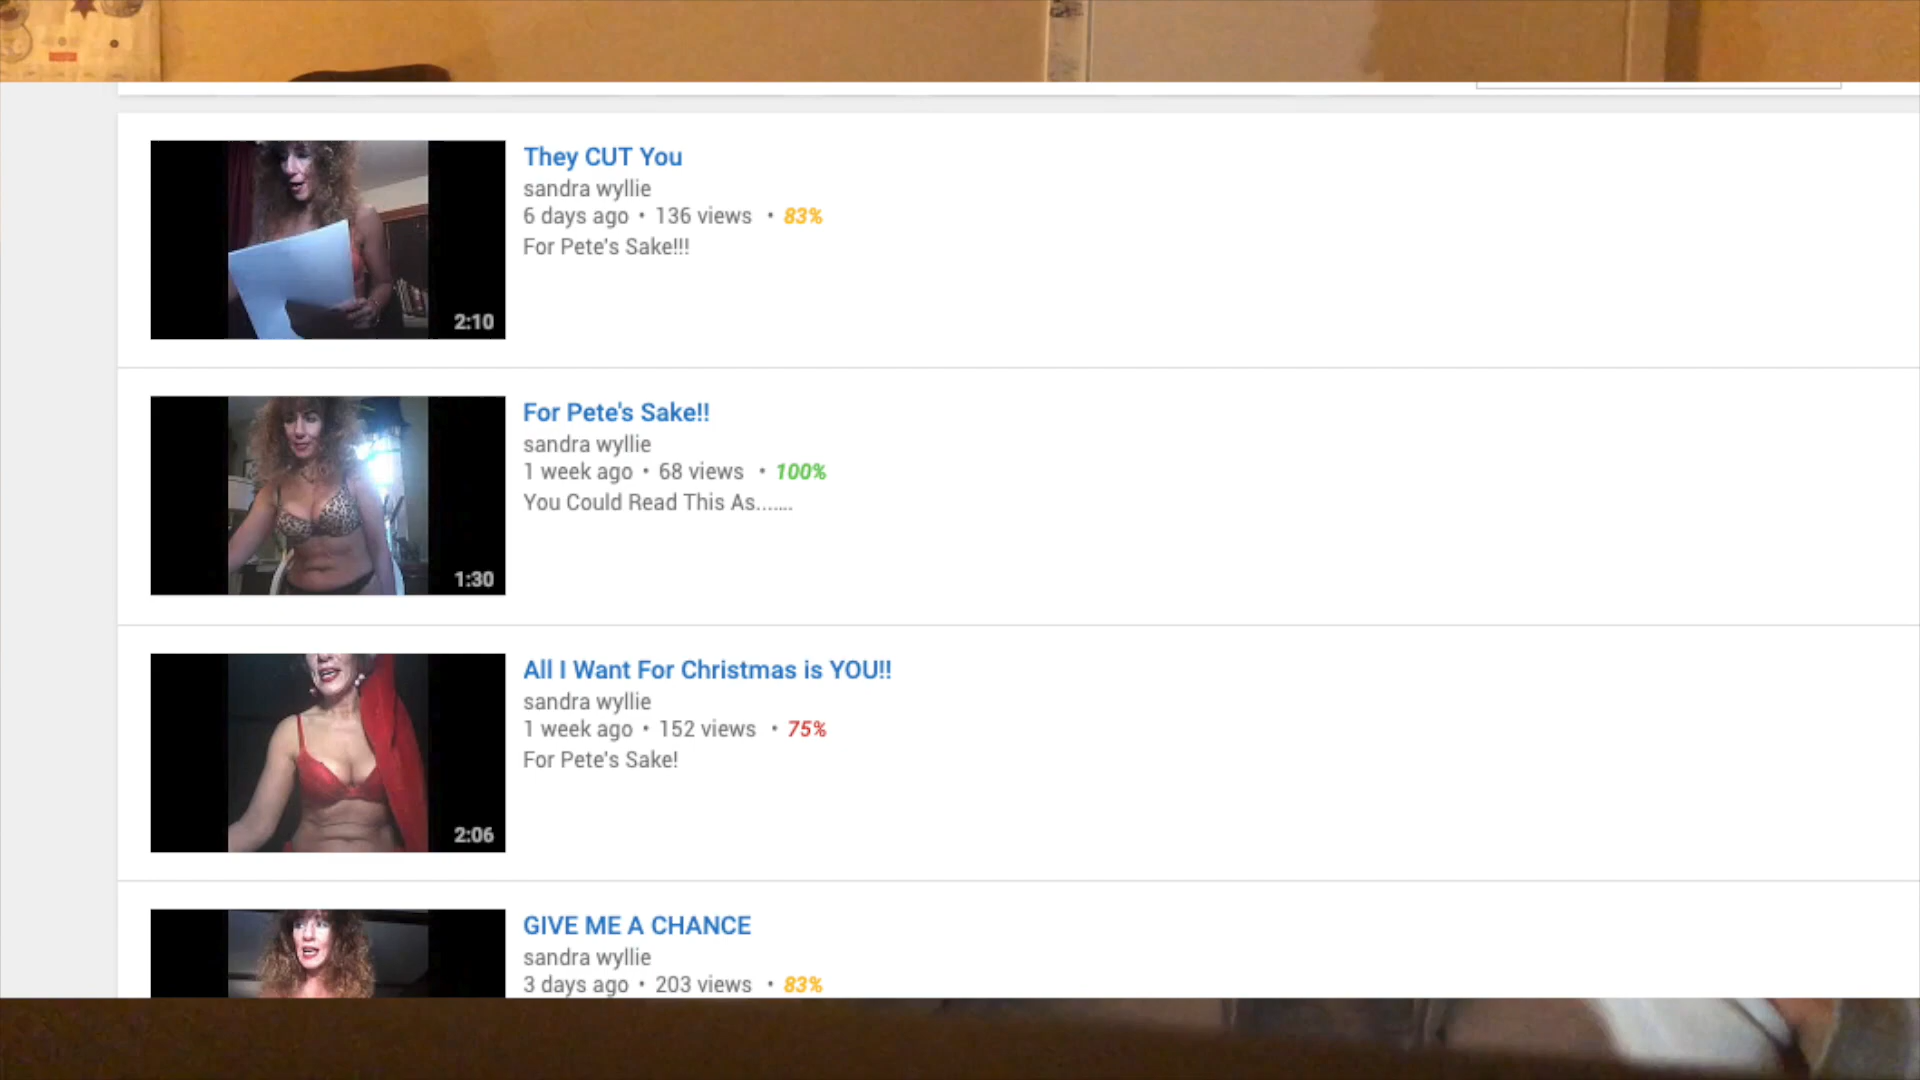 They CUT You
sandra wyllie
6 days ago • 136 views • 83%
For Pete's Sake!!!
2:10
For Pete's Sake!!
sandra wyllie
1 week ago • 68 views • 100%
You Could Read This As.......
1:30
All I Want For Christmas is YOU!!
sandra wyllie
1 week ago • 152 views • 75%
For Pete's Sake!
2:06
GIVE ME A CHANCE
sandra wyllie
3 days ago • 203 views • 83%